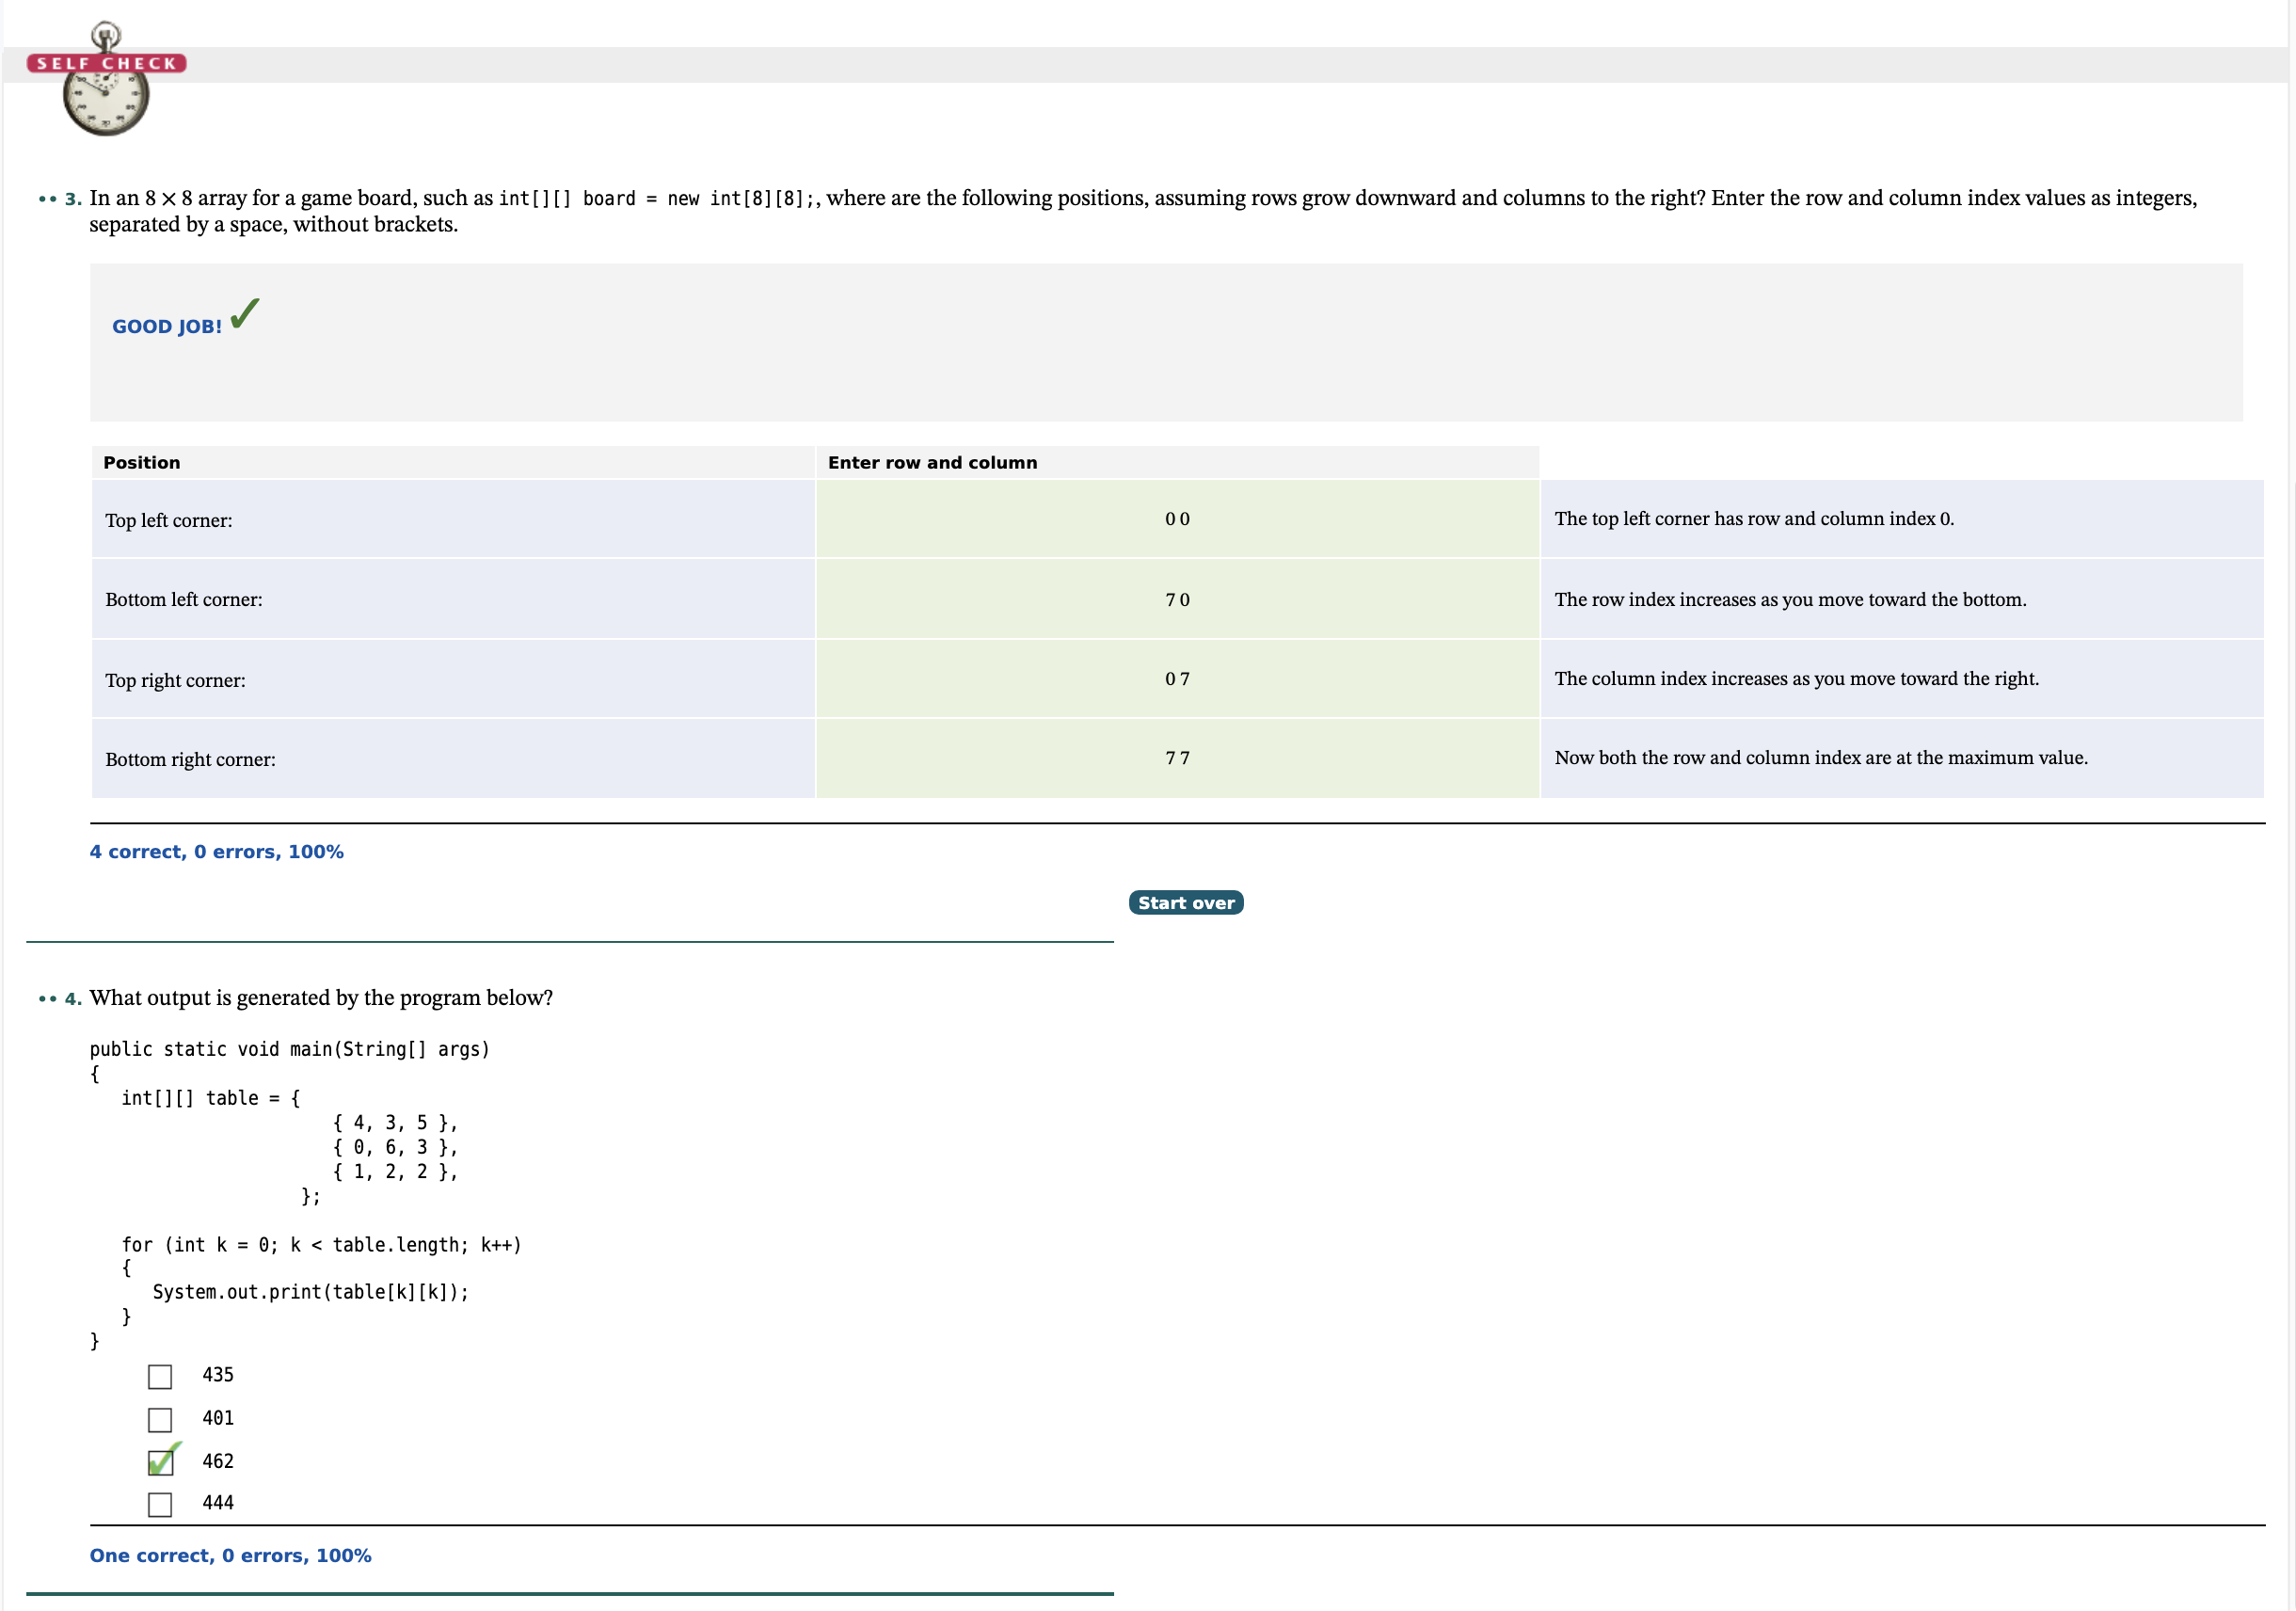 SELF CHECK
•• 3. In an 8 × 8 array for a game board, such as int[][] board = new int[8][8];, where are the following positions, assuming rows grow downward and columns to the right? Enter the row and column index values as integers,
separated by a space, without brackets.
GOOD JOB!
Position Enter row and column
Top left corner: 0 0 The top left corner has row and column index 0.
Bottom left corner: 7 0 The row index increases as you move toward the bottom.
Top right corner: 0 7 The column index increases as you move toward the right.
Bottom right corner: 7 7 Now both the row and column index are at the maximum value.
4 correct, 0 errors, 100%
Start over
•• 4. What output is generated by the program below?
public static void main(String[] args)
{
   int[][] table = {
                       { 4, 3, 5 },
                       { 0, 6, 3 },
                       { 1, 2, 2 },
                    };
   for (int k = 0; k < table.length; k++)
   {
      System.out.print(table[k][k]);
   }
}
435
401
462
444
One correct, 0 errors, 100%